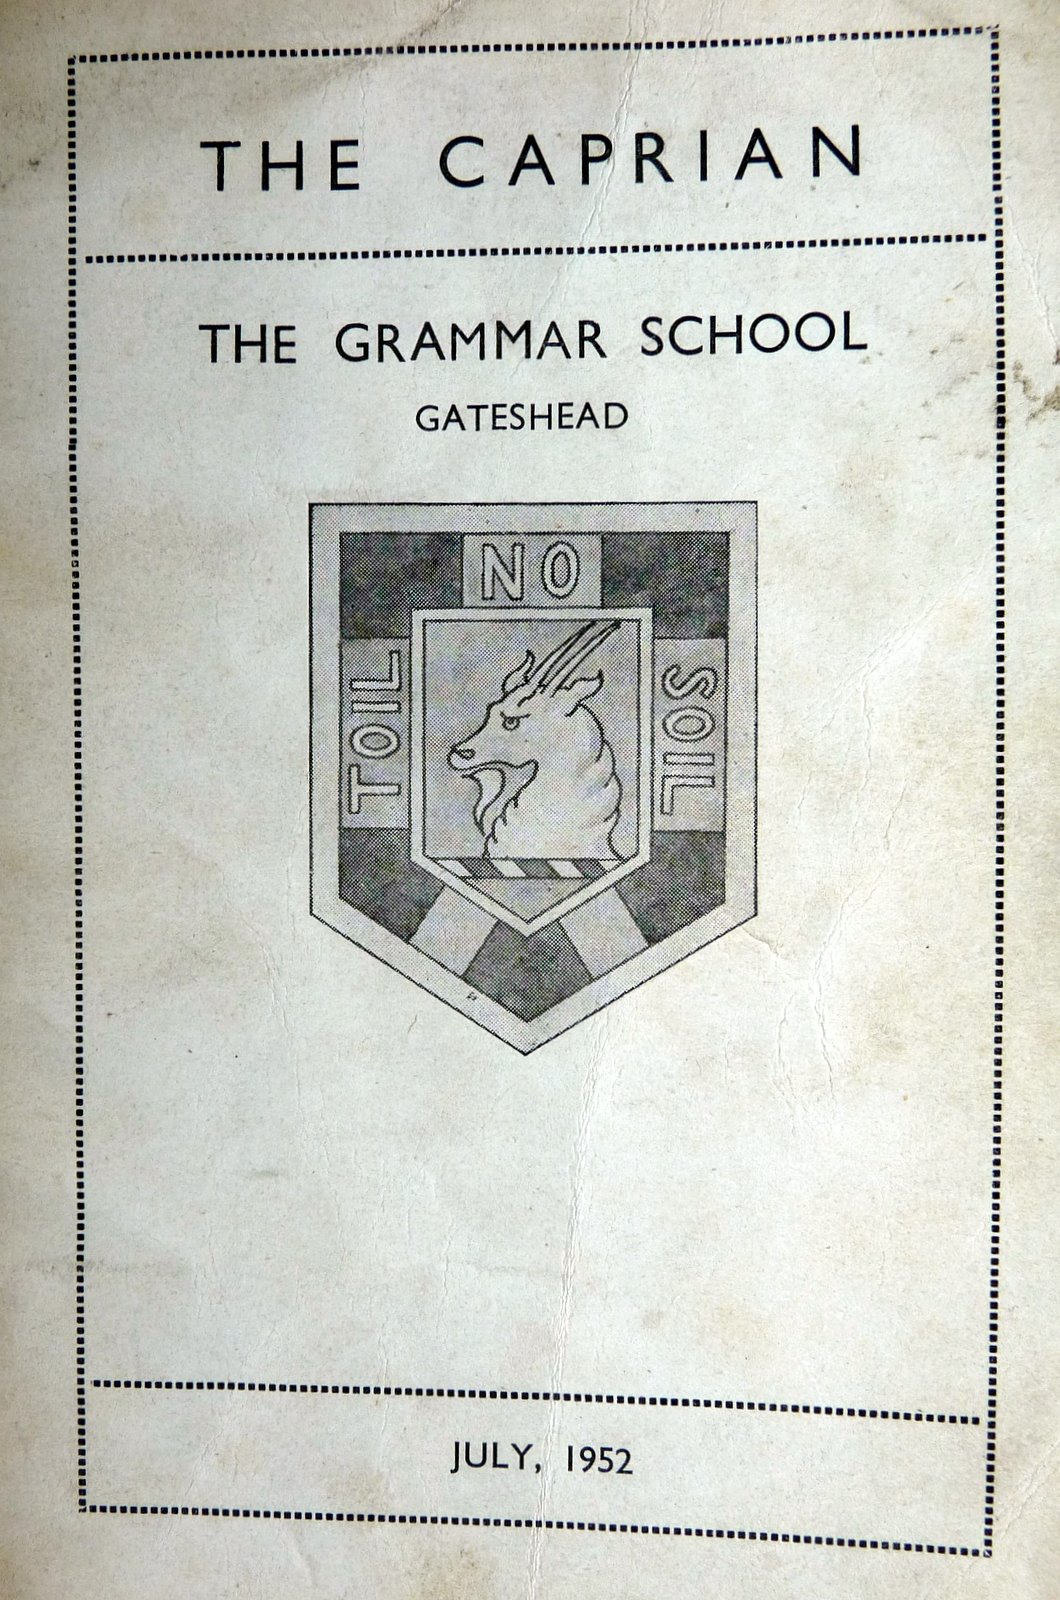 THE CAPRIAN
THE GRAMMAR SCHOOL
GATESHEAD
NO
TOIL
SOIL
JULY, 1952